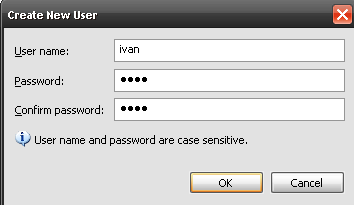 Create New User
User name: ivan
Password: ●●●●
Confirm password: ●●●●
User name and password are case sensitive.
OK Cancel